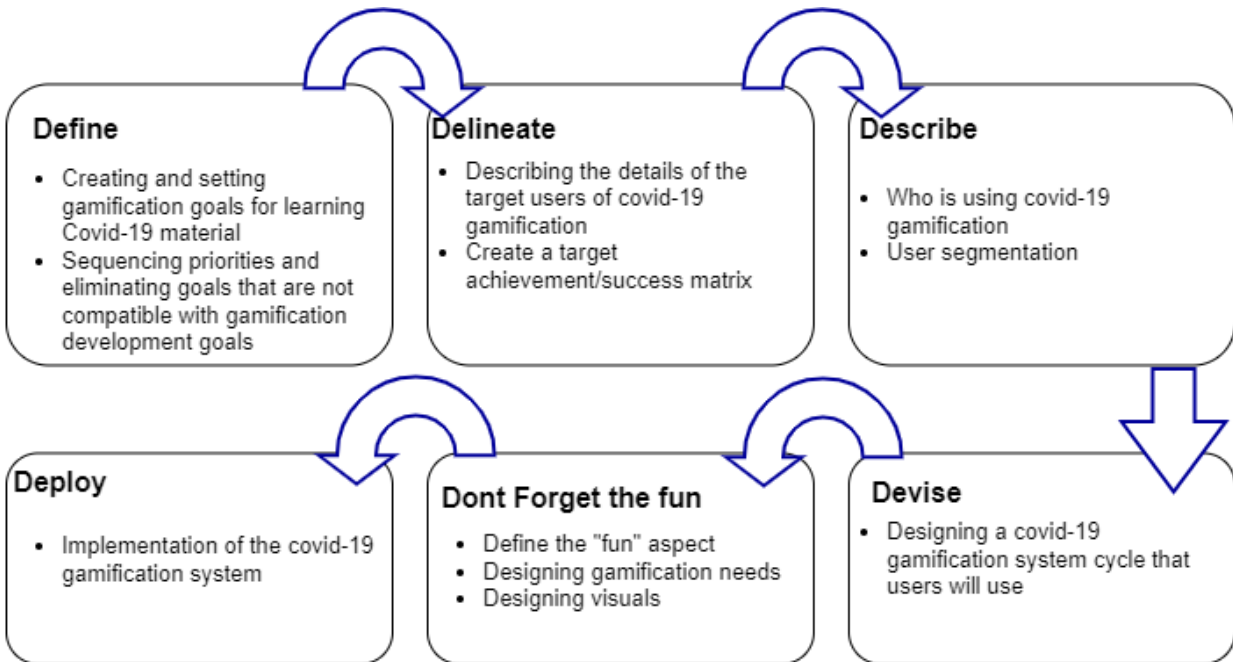 Define
• Creating and setting
gamification goals for learning
Covid-19 material
• Sequencing priorities and
eliminating goals that are not
compatible with gamification
development goals
Delineate
• Describing the details of the
target users of covid-19
gamification
• Create a target
achievement/success matrix
Describe
• Who is using covid-19
gamification
• User segmentation
Devise
• Designing a covid-19
gamification system cycle that
users will use
Dont Forget the fun
• Define the "fun" aspect
• Designing gamification needs
• Designing visuals
Deploy
• Implementation of the covid-19
gamification system